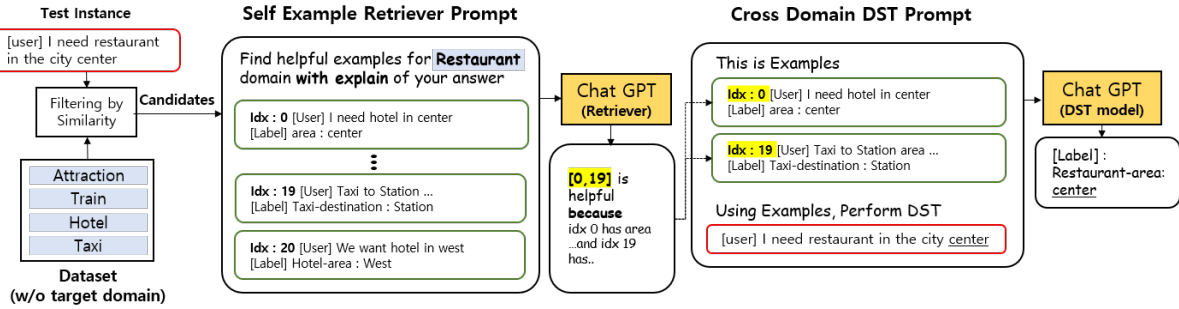 Test Instance
[user] I need restaurant
in the city center
Filtering by
Similarity
Candidates
Attraction
Train
Hotel
Taxi
Dataset
(w/o target domain)
Self Example Retriever Prompt
Find helpful examples for Restaurant
domain with explain of your answer
Idx : 0 [User] I need hotel in center
[Label] area : center
Idx : 19 [User] Taxi to Station ...
[Label] Taxi-destination : Station
Idx : 20 [User] We want hotel in west
[Label] Hotel-area : West
Chat GPT
(Retriever)
[0,19] is
helpful
because
idx 0 has area
...and idx 19
has..
Cross Domain DST Prompt
This is Examples
Idx : 0 [User] I need hotel in center
[Label] area : center
Idx : 19 [User] Taxi to Station area ...
[Label] Taxi-destination : Station
Using Examples, Perform DST
[user] I need restaurant in the city center
Chat GPT
(DST model)
[Label] :
Restaurant-area:
center